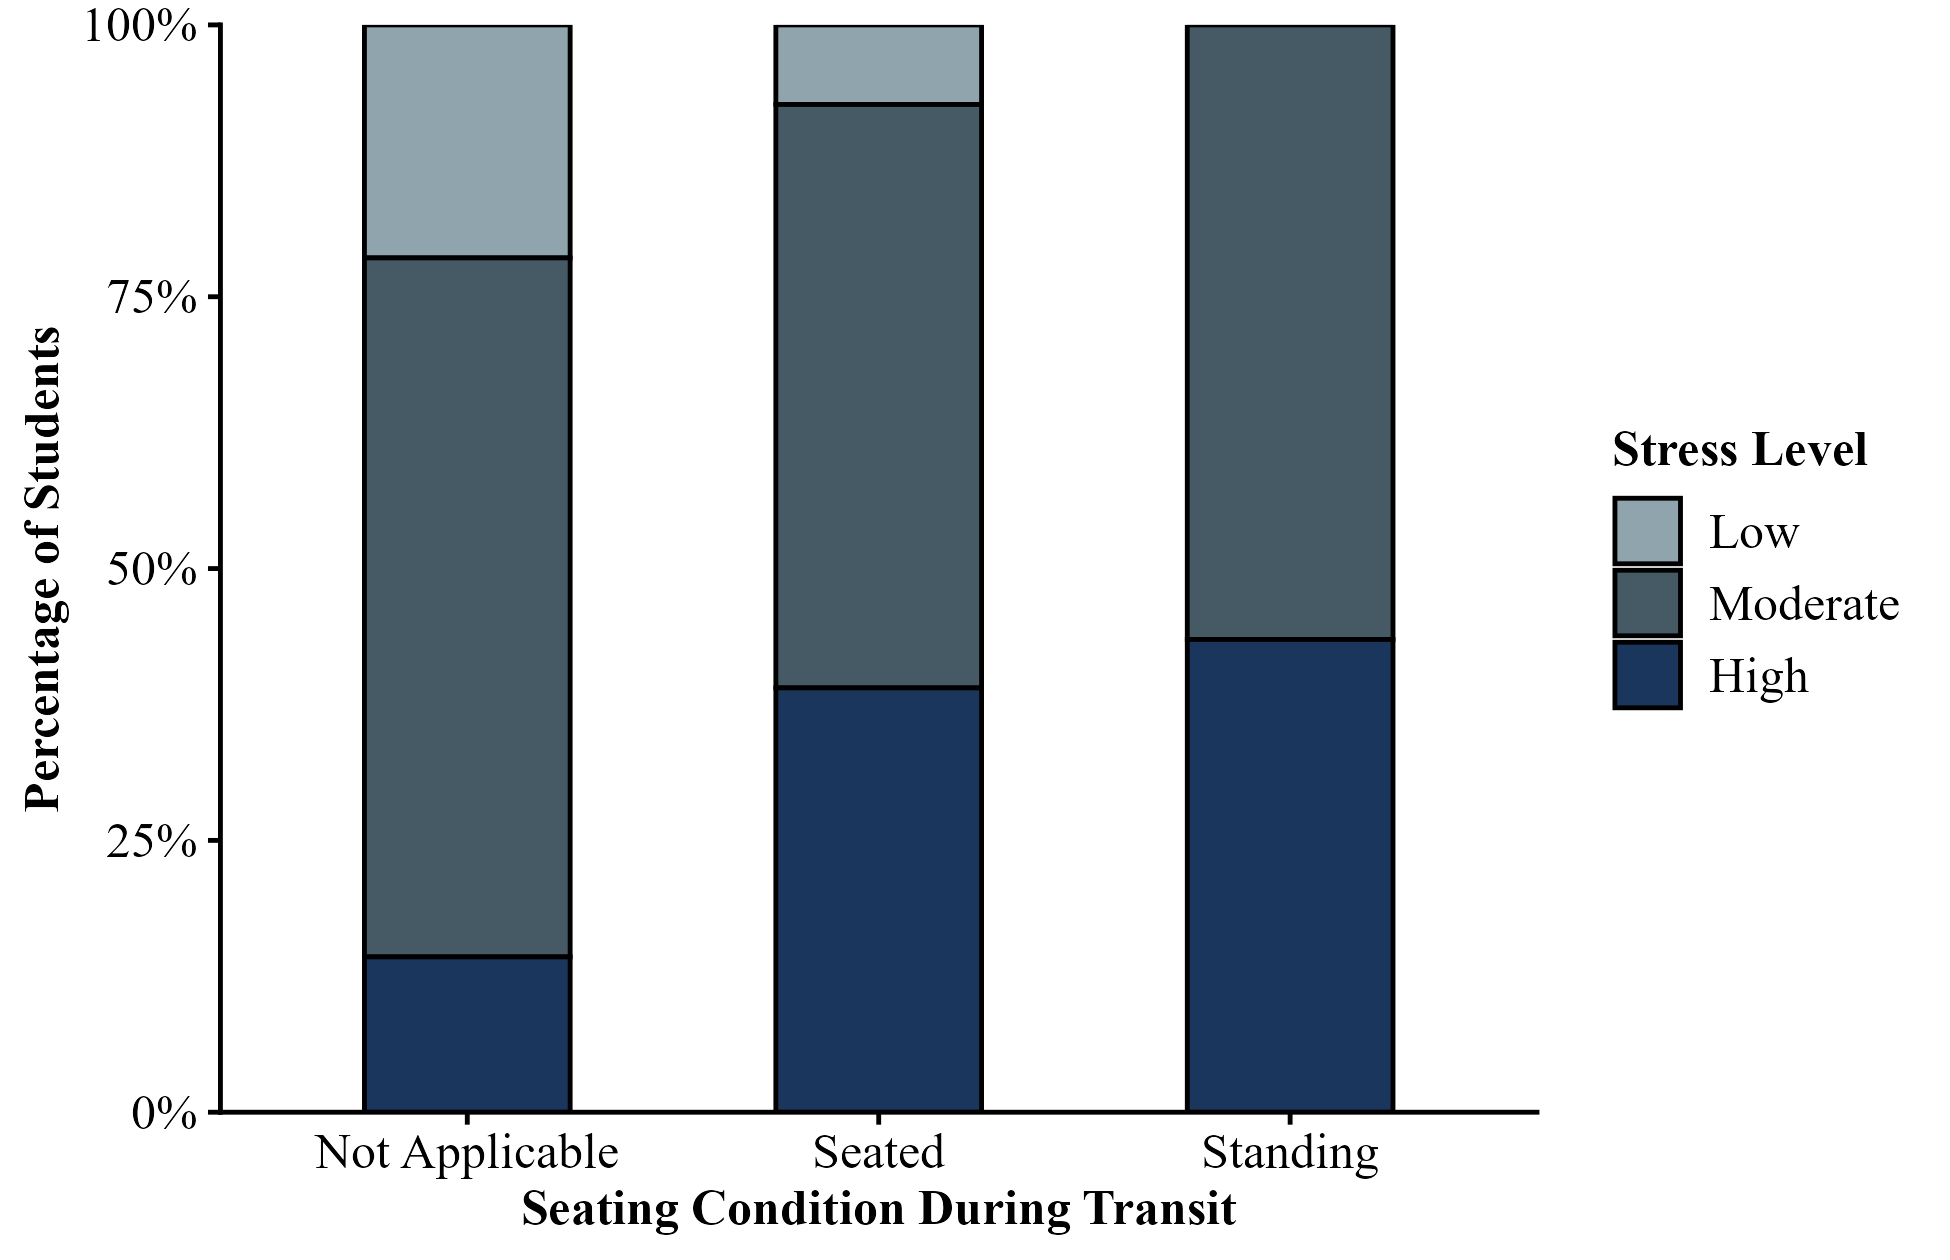 100%
75%
50%
25%
0%
Percentage of Students
Not Applicable
Seated
Standing
Seating Condition During Transit
Stress Level
Low
Moderate
High